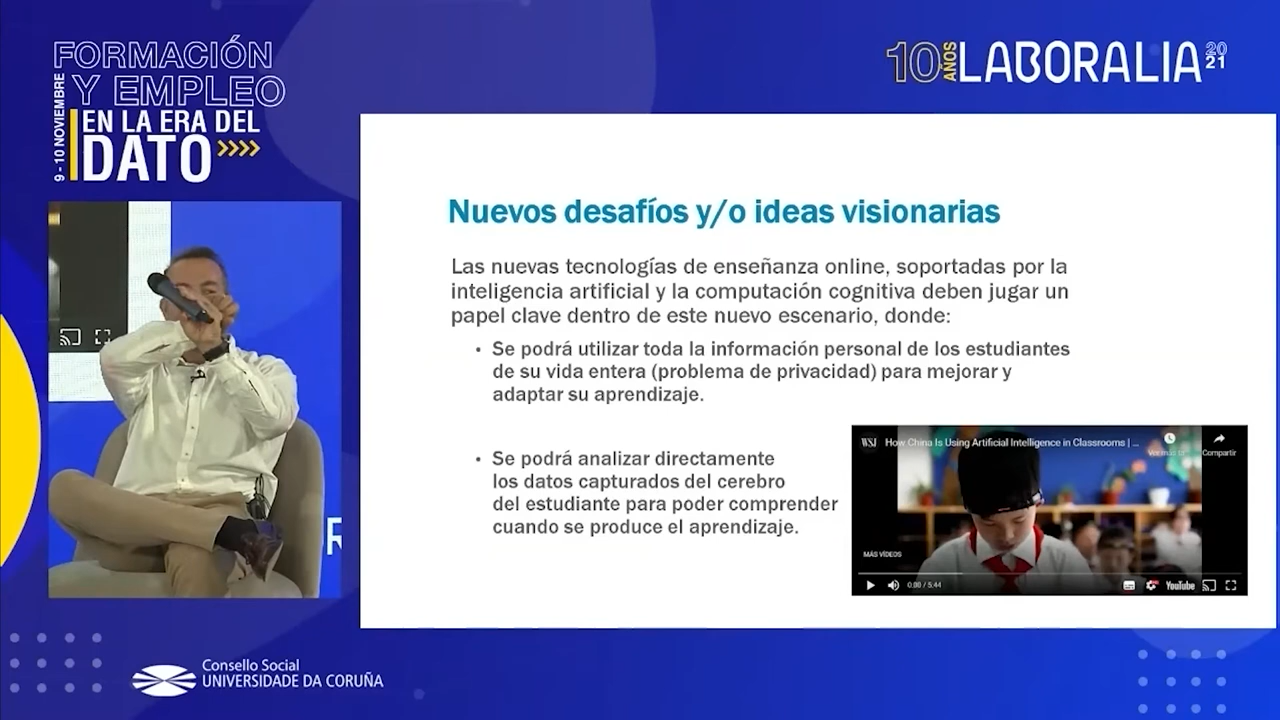 FORMACIÓN
Y EMPLEO
EN LA ERA DEL
DATO
9 - 10 NOVIEMBRE
10 AÑOS LABORALIA 2021
Nuevos desafíos y/o ideas visionarias
Las nuevas tecnologías de enseñanza online, soportadas por la
inteligencia artificial y la computación cognitiva deben jugar un
papel clave dentro de este nuevo escenario, donde:
• Se podrá utilizar toda la información personal de los estudiantes
de su vida entera (problema de privacidad) para mejorar y
adaptar su aprendizaje.
• Se podrá analizar directamente
los datos capturados del cerebro
del estudiante para poder comprender
cuando se produce el aprendizaje.
WSJ How China Is Using Artificial Intelligence in Classrooms | ...
Ver más ta... Compartir
MÁS VÍDEOS
0:00 / 5:44
YouTube
R
Consello Social
UNIVERSIDADE DA CORUÑA